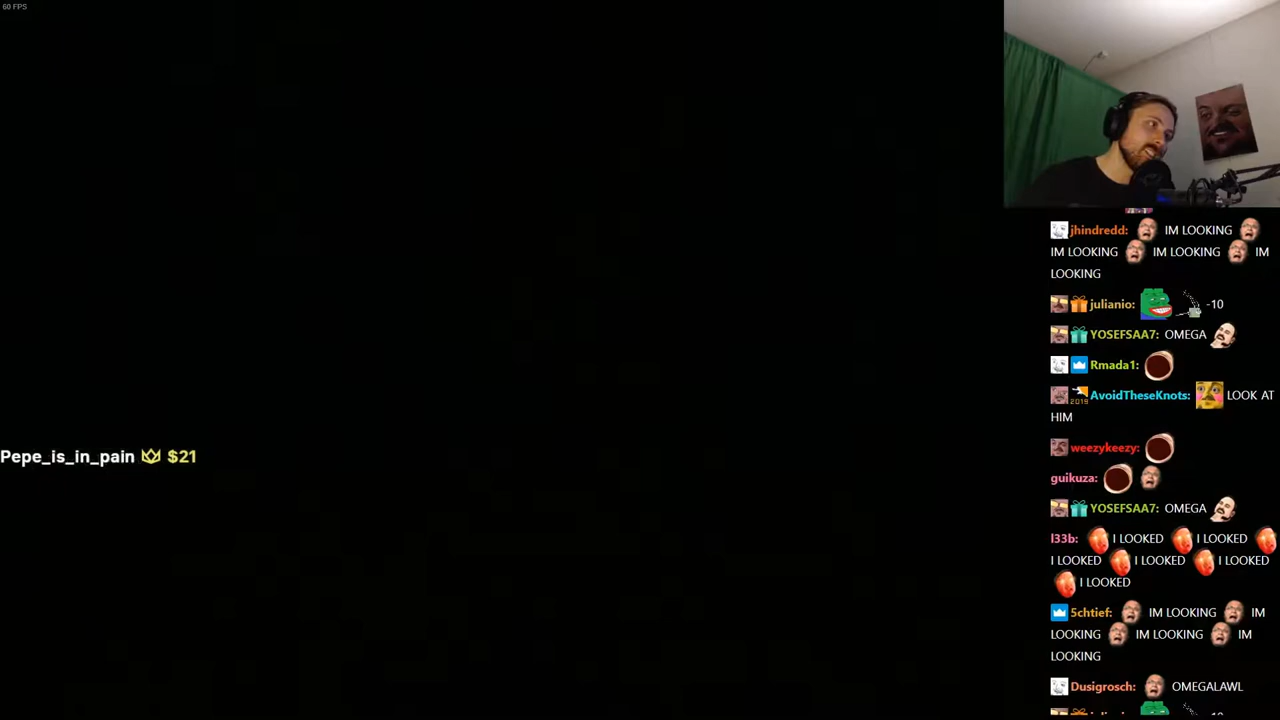 60 FPS
jhindredd: IM LOOKING
IM LOOKING IM LOOKING IM
LOOKING
julianio: -10
YOSEFSAA7: OMEGA
Rmada1:
2019 AvoidTheseKnots: LOOK AT
HIM
weezykeezy:
Pepe_is_in_pain $21
guikuza:
YOSEFSAA7: OMEGA
l33b: I LOOKED I LOOKED
I LOOKED I LOOKED I LOOKED
I LOOKED
5chtief: IM LOOKING IM
LOOKING IM LOOKING IM
LOOKING
Dusigrosch: OMEGALAWL